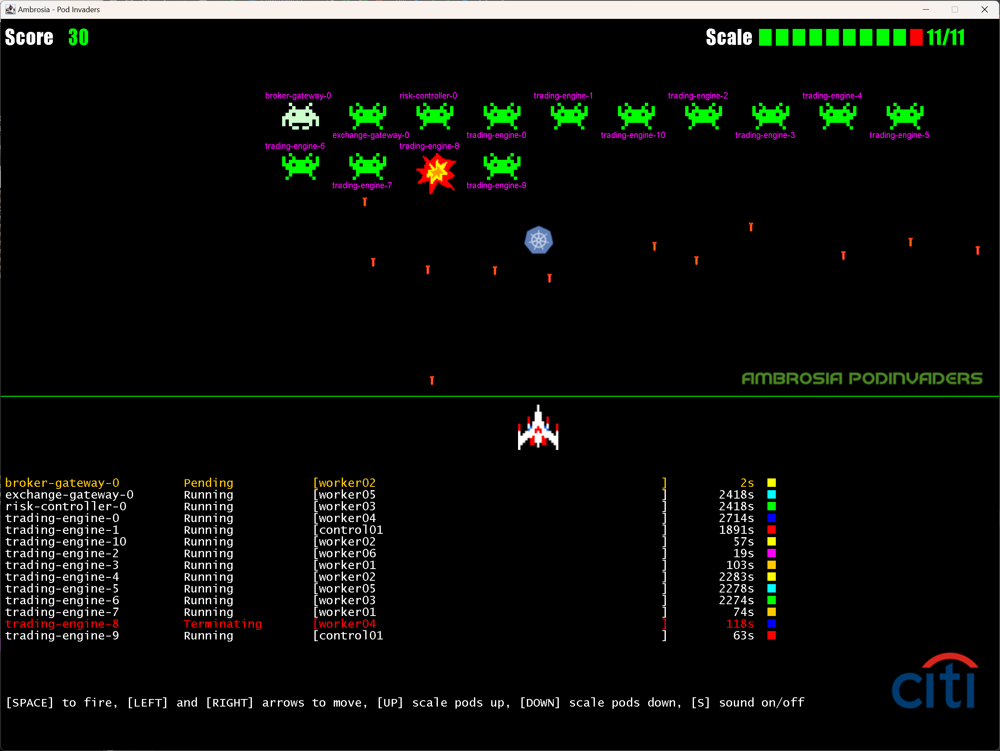 Ambrosia - Pod Invaders
Score 30
Scale 11/11
broker-gateway-0 risk-controller-0 trading-engine-1 trading-engine-2 trading-engine-4
exchange-gateway-0 trading-engine-0 trading-engine-10 trading-engine-3 trading-engine-5
trading-engine-6 trading-engine-8
trading-engine-7 trading-engine-9
AMBROSIA PODINVADERS
broker-gateway-0 Pending [worker02 ] 2s
exchange-gateway-0 Running [worker05 ] 2418s
risk-controller-0 Running [worker03 ] 2418s
trading-engine-0 Running [worker04 ] 2714s
trading-engine-1 Running [control01 ] 1891s
trading-engine-10 Running [worker02 ] 57s
trading-engine-2 Running [worker06 ] 19s
trading-engine-3 Running [worker01 ] 103s
trading-engine-4 Running [worker02 ] 2283s
trading-engine-5 Running [worker05 ] 2278s
trading-engine-6 Running [worker03 ] 2274s
trading-engine-7 Running [worker01 ] 74s
trading-engine-8 Terminating [worker04 ] 118s
trading-engine-9 Running [control01 ] 63s
citi
[SPACE] to fire, [LEFT] and [RIGHT] arrows to move, [UP] scale pods up, [DOWN] scale pods down, [S] sound on/off